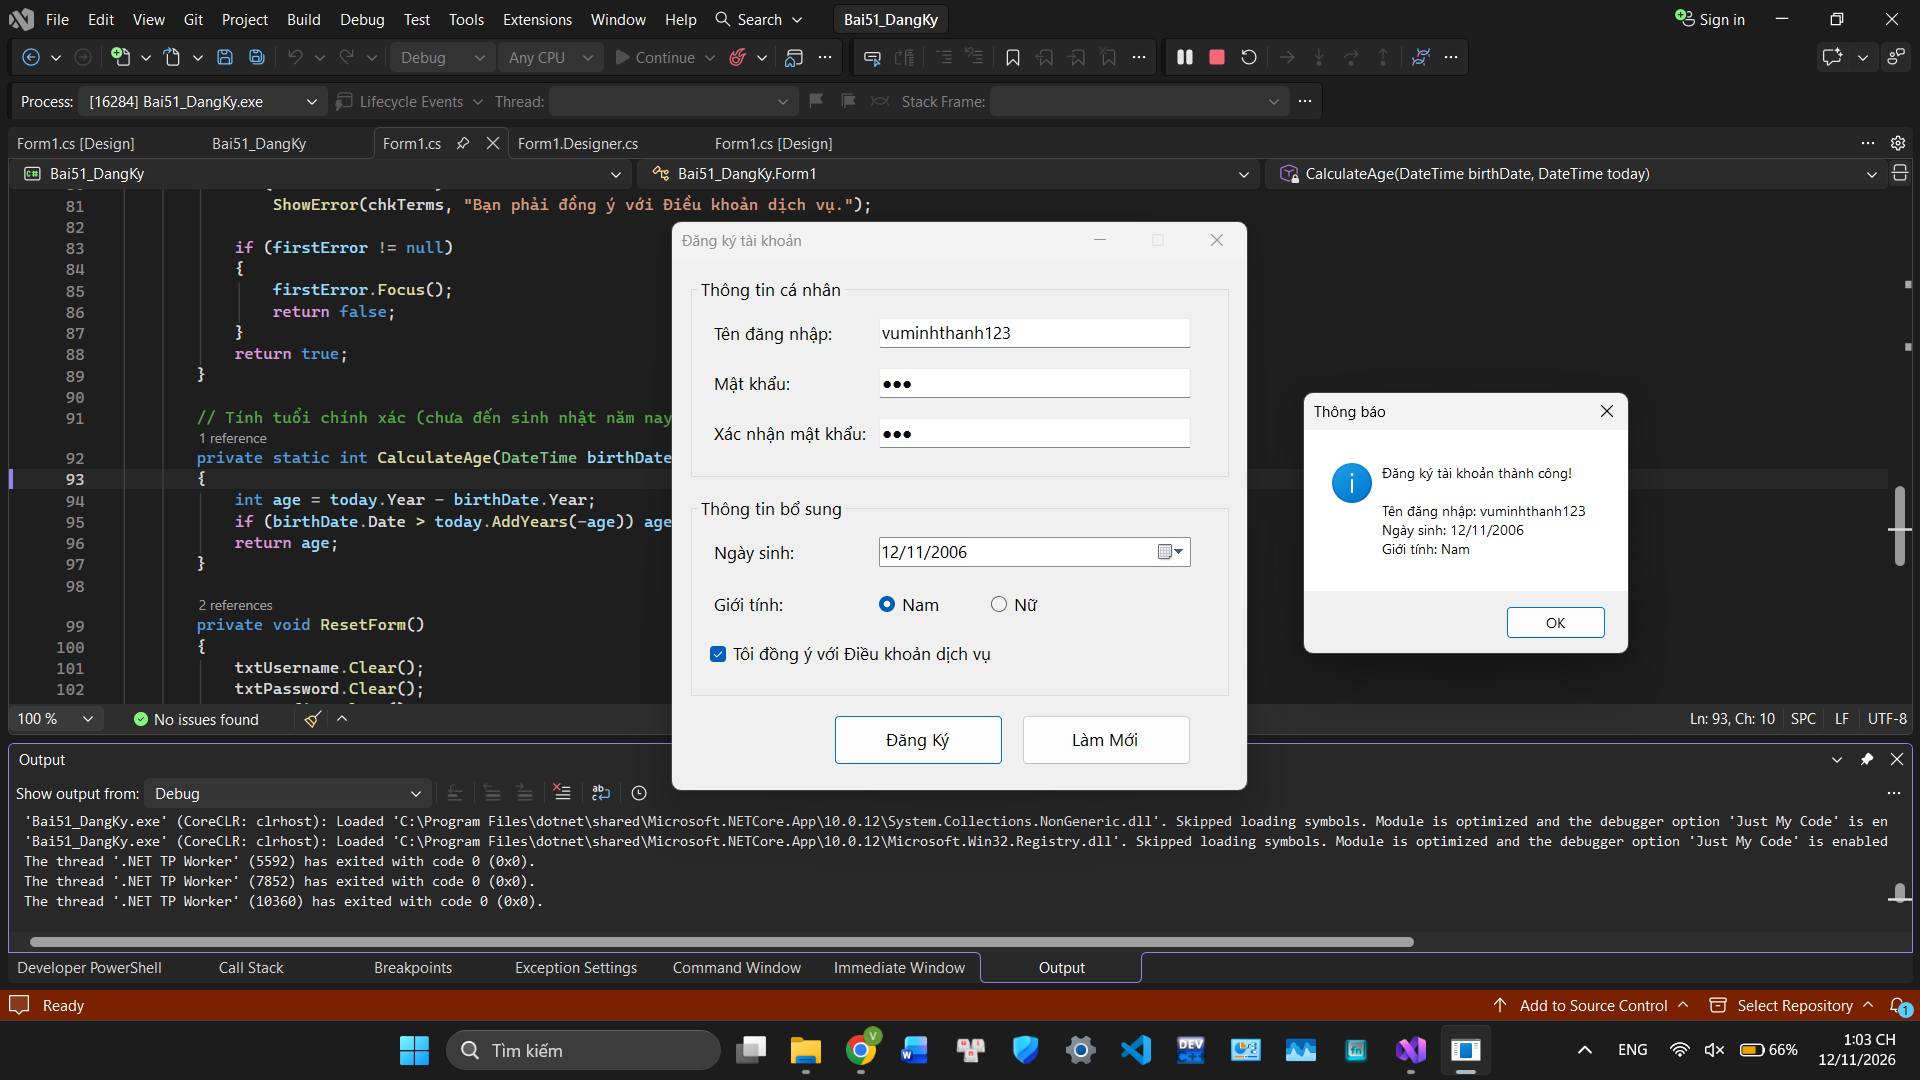 File Edit View Git Project Build Debug Test Tools Extensions Window Help Search Bai51_DangKy Sign in
Debug Any CPU Continue
Process: [16284] Bai51_DangKy.exe Lifecycle Events Thread: Stack Frame:
Form1.cs [Design] Bai51_DangKy Form1.cs Form1.Designer.cs Form1.cs [Design]
C# Bai51_DangKy Bai51_DangKy.Form1 CalculateAge(DateTime birthDate, DateTime today)
81 ShowError(chkTerms, "Bạn phải đồng ý với Điều khoản dịch vụ.");
82
83 if (firstError != null)
84 {
85 firstError.Focus();
86 return false;
87 }
88 return true;
89 }
90
91 // Tính tuổi chính xác (chưa đến sinh nhật năm nay
1 reference
92 private static int CalculateAge(DateTime birthDate
93 {
94 int age = today.Year - birthDate.Year;
95 if (birthDate.Date > today.AddYears(-age)) age
96 return age;
97 }
98
2 references
99 private void ResetForm()
100 {
101 txtUsername.Clear();
102 txtPassword.Clear();
100 % No issues found Ln: 93, Ch: 10 SPC LF UTF-8
Đăng ký tài khoản
Thông tin cá nhân
Tên đăng nhập: vuminhthanh123
Mật khẩu: ●●●
Xác nhận mật khẩu: ●●●
Thông tin bổ sung
Ngày sinh: 12/11/2006
Giới tính: Nam Nữ
Tôi đồng ý với Điều khoản dịch vụ
Đăng Ký Làm Mới
Thông báo
Đăng ký tài khoản thành công!
Tên đăng nhập: vuminhthanh123
Ngày sinh: 12/11/2006
Giới tính: Nam
OK
Output
Show output from: Debug
'Bai51_DangKy.exe' (CoreCLR: clrhost): Loaded 'C:\Program Files\dotnet\shared\Microsoft.NETCore.App\10.0.12\System.Collections.NonGeneric.dll'. Skipped loading symbols. Module is optimized and the debugger option 'Just My Code' is en
'Bai51_DangKy.exe' (CoreCLR: clrhost): Loaded 'C:\Program Files\dotnet\shared\Microsoft.NETCore.App\10.0.12\Microsoft.Win32.Registry.dll'. Skipped loading symbols. Module is optimized and the debugger option 'Just My Code' is enabled
The thread '.NET TP Worker' (5592) has exited with code 0 (0x0).
The thread '.NET TP Worker' (7852) has exited with code 0 (0x0).
The thread '.NET TP Worker' (10360) has exited with code 0 (0x0).
Developer PowerShell Call Stack Breakpoints Exception Settings Command Window Immediate Window Output
Ready Add to Source Control Select Repository 1
Tìm kiếm V DEV ENG 66% 1:03 CH
12/11/2026